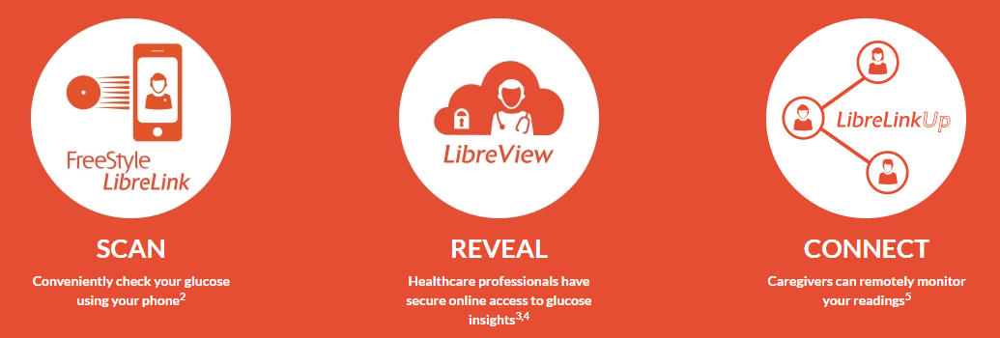 FreeStyle
LibreLink
SCAN
Conveniently check your glucose
using your phone2
LibreView
REVEAL
Healthcare professionals have
secure online access to glucose
insights3,4
LibreLinkUp
CONNECT
Caregivers can remotely monitor
your readings5